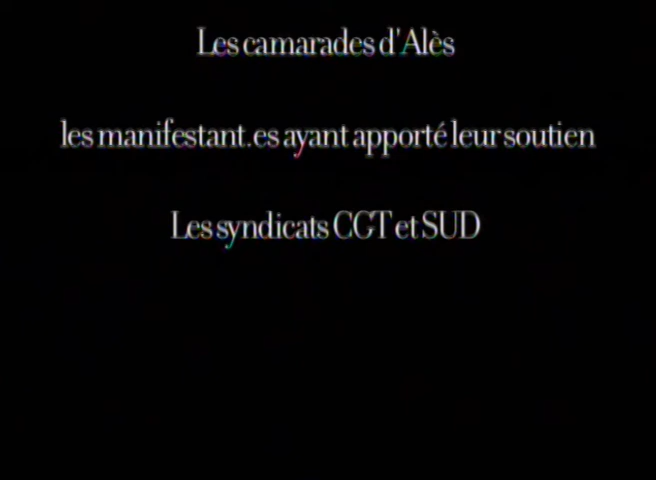 Les camarades d'Alès
les manifestant.es ayant apporté leur soutien
Les syndicats CGT et SUD